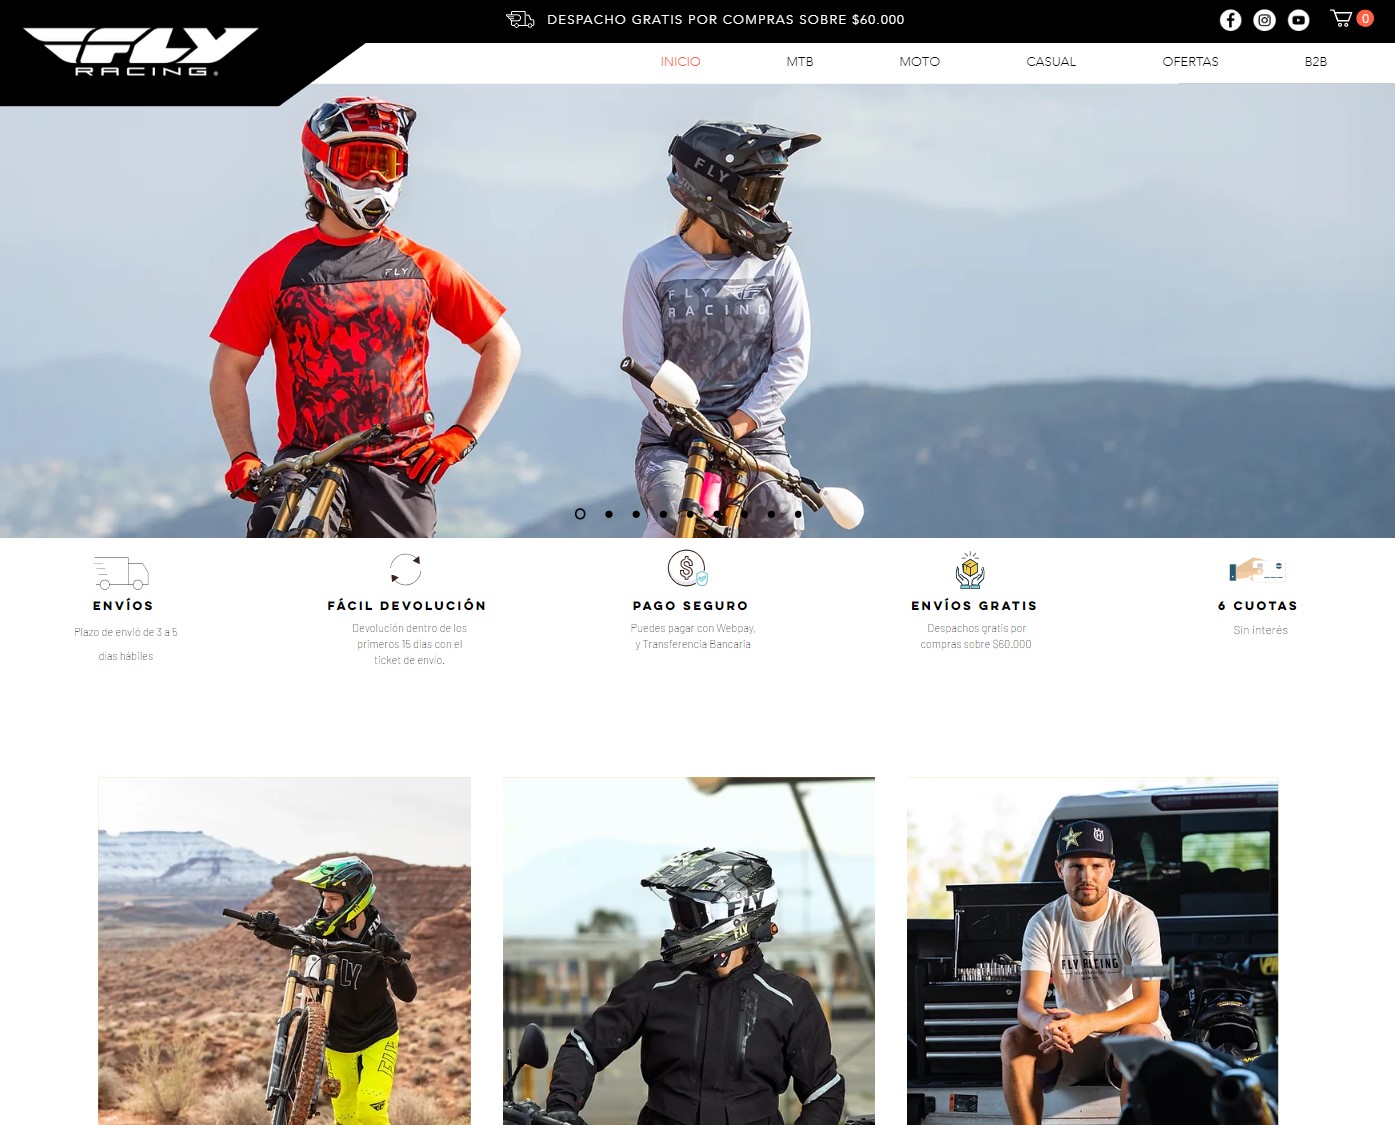 DESPACHO GRATIS POR COMPRAS SOBRE $60.000
0
FLY
RACING
INICIO
MTB
MOTO
CASUAL
OFERTAS
B2B
FLY
FLY
FLY
RACING
ENVÍOS
Plazo de envió de 3 a 5
días hábiles
FÁCIL DEVOLUCIÓN
Devolución dentro de los
primeros 15 días con el
ticket de envío.
PAGO SEGURO
Puedes pagar con Webpay,
y Transferencia Bancaria
ENVÍOS GRATIS
Despachos gratis por
compras sobre $60.000
6 CUOTAS
Sin interés
FLY
FLY
FLY RACING